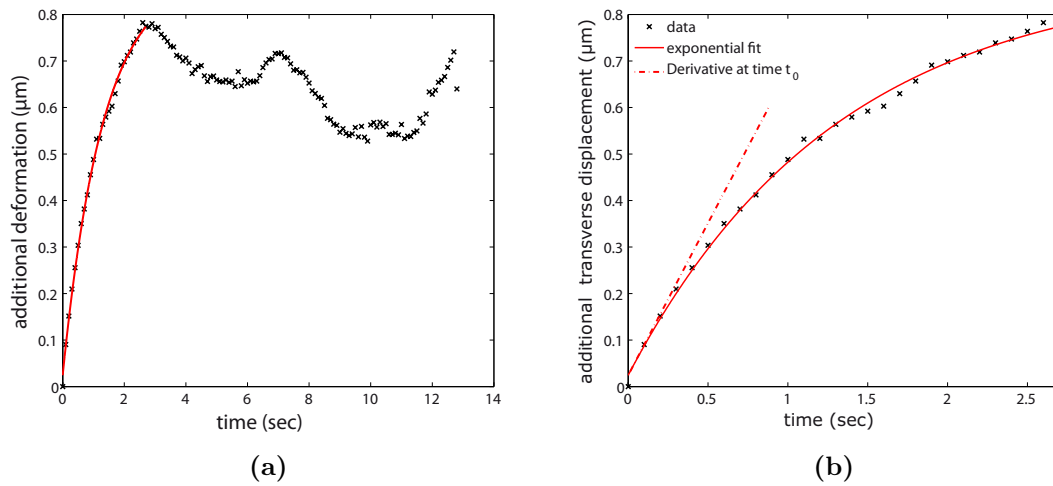 0.8
0.7
0.6
0.5
0.4
0.3
0.2
0.1
0
additional deformation (μm)
0 2 4 6 8 10 12 14
time (sec)
(a)
0.8
0.7
0.6
0.5
0.4
0.3
0.2
0.1
0
additional transverse displacement (μm)
data
exponential fit
Derivative at time t₀
0 0.5 1 1.5 2 2.5
time (sec)
(b)